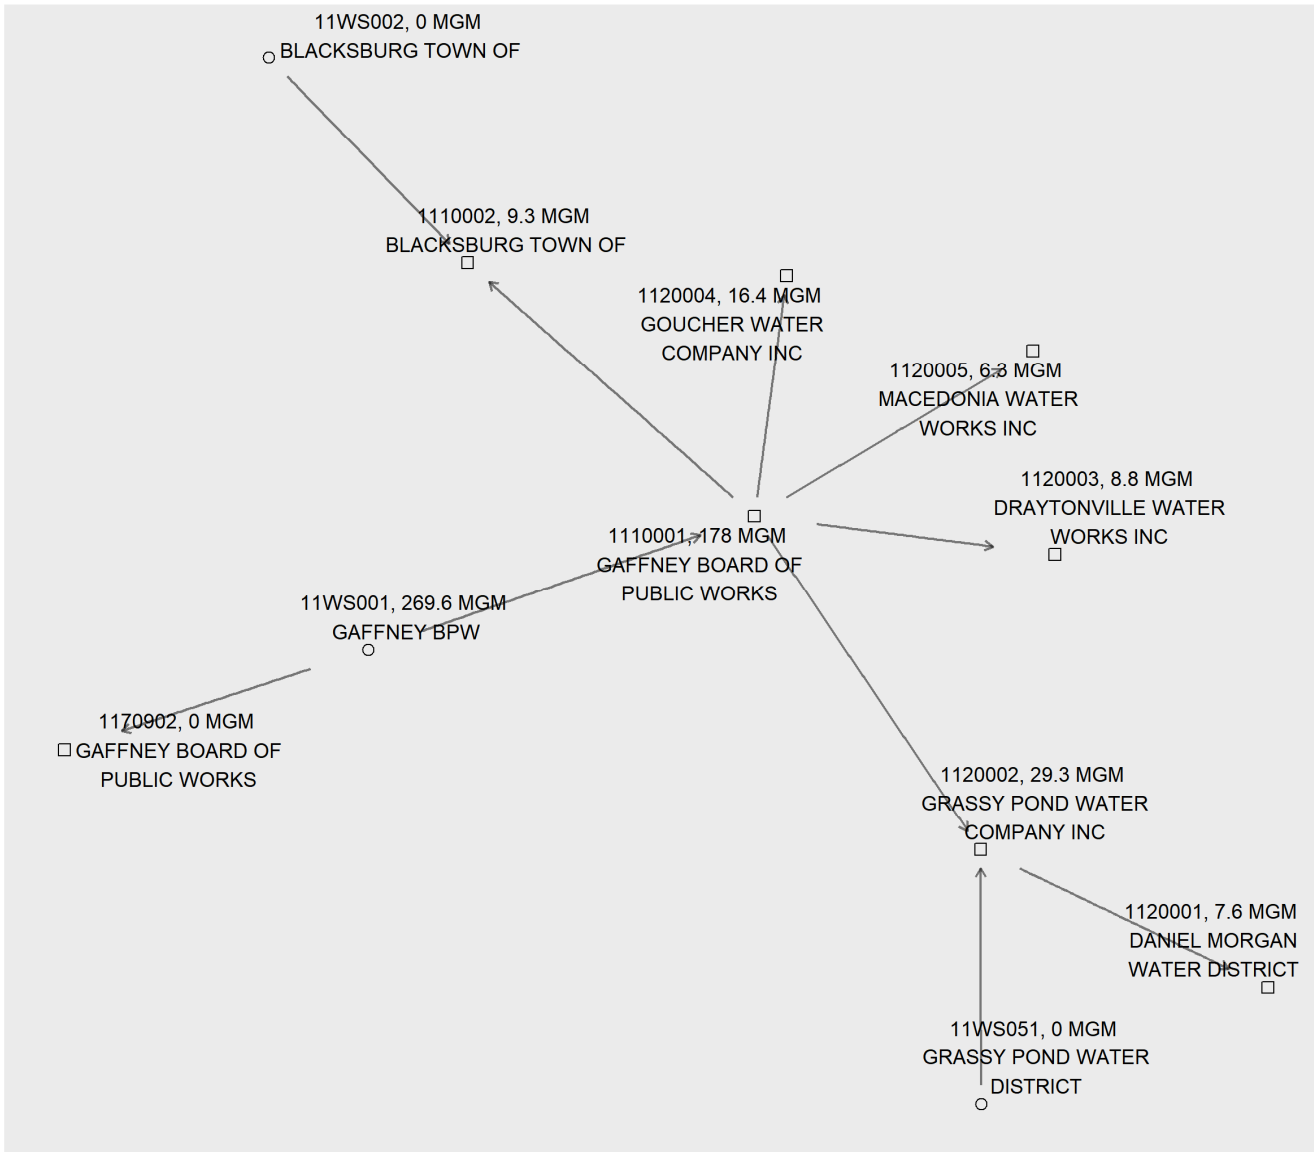 11WS002, 0 MGM
BLACKSBURG TOWN OF
1110002, 9.3 MGM
BLACKSBURG TOWN OF
1120004, 16.4 MGM
GOUCHER WATER
COMPANY INC
1120005, 6.3 MGM
MACEDONIA WATER
WORKS INC
1120003, 8.8 MGM
DRAYTONVILLE WATER
WORKS INC
1110001, 178 MGM
GAFFNEY BOARD OF
PUBLIC WORKS
11WS001, 269.6 MGM
GAFFNEY BPW
1170902, 0 MGM
GAFFNEY BOARD OF
PUBLIC WORKS
1120002, 29.3 MGM
GRASSY POND WATER
COMPANY INC
1120001, 7.6 MGM
DANIEL MORGAN
WATER DISTRICT
11WS051, 0 MGM
GRASSY POND WATER
DISTRICT